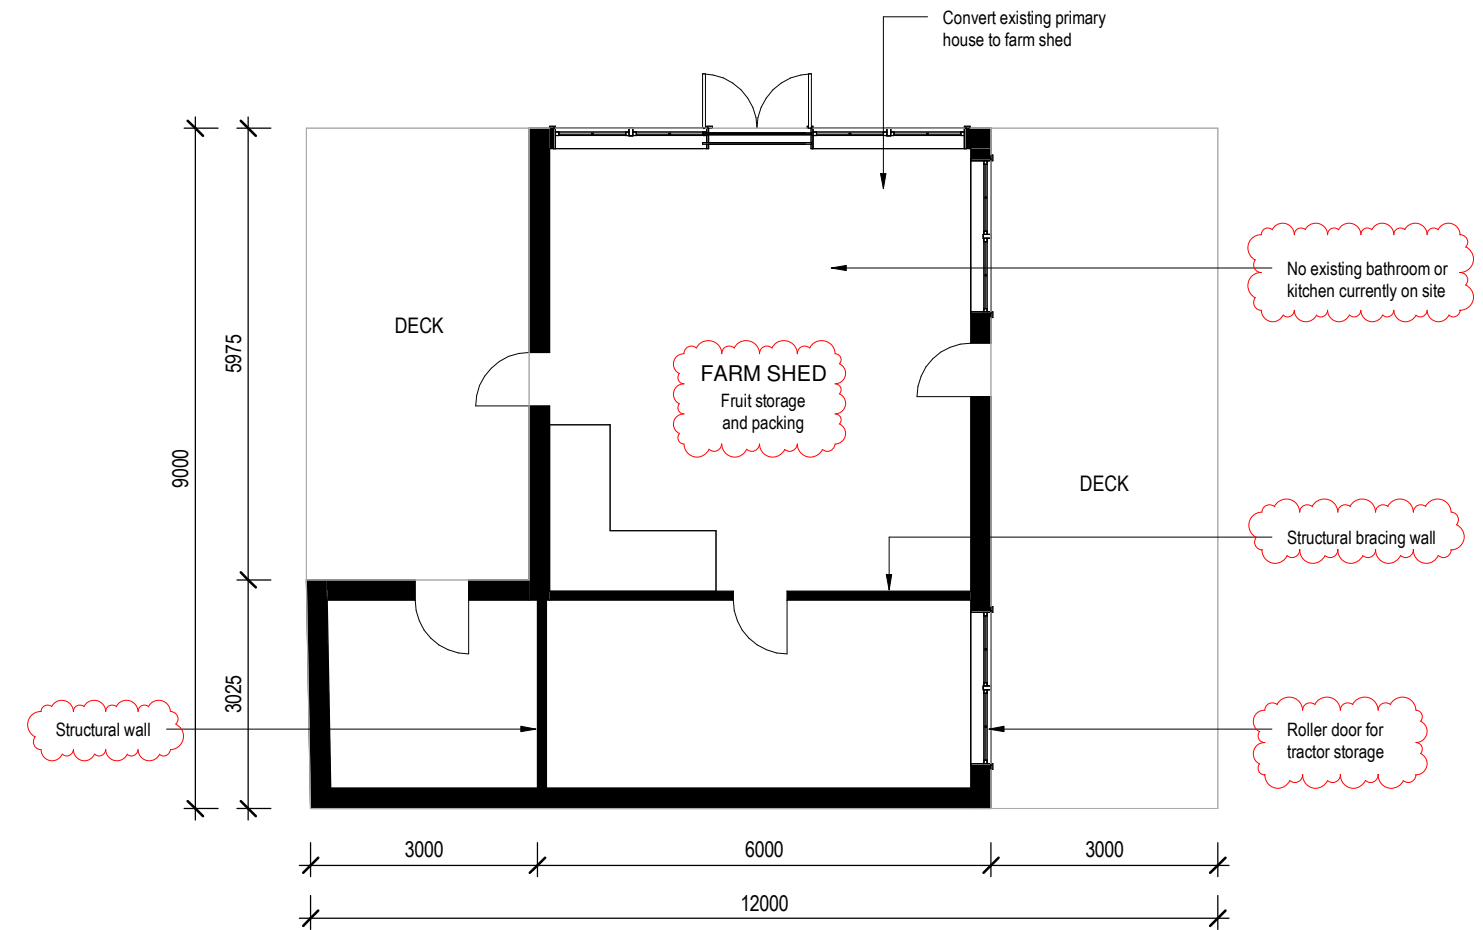 Convert existing primary
house to farm shed
No existing bathroom or
kitchen currently on site
DECK
5975
FARM SHED
Fruit storage
and packing
9000
DECK
Structural bracing wall
3025
Structural wall
Roller door for
tractor storage
3000
6000
3000
12000